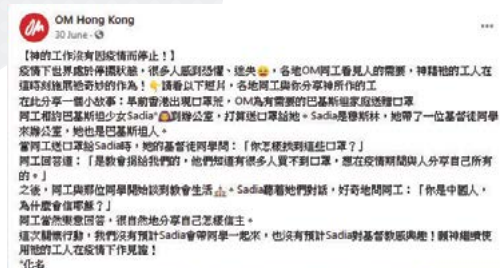 OM Hong Kong
30 June ·
【神的工作沒有因疫情而停止！】
疫情下世界處於停擺狀態，很多人感到恐懼、迷失😄，各地OM同工看見人的需要，神藉祂的工人在
這時刻施展祂奇妙的作為！👇請看以下短片，各地同工與你分享神所作的工
在此分享一個小故事：早前香港出現口罩荒，OM為有需要的巴基斯坦家庭送贈口罩
同工相約巴基斯坦少女Sadia*到辦公室，打算送口罩給她。Sadia是穆斯林，她帶了一位基督徒同學
來辦公室，她也是巴基斯坦人。
當同工送口罩給Sadia時，她的基督徒同學問：「你怎樣找到這些口罩？」
同工回答道：「是教會捐給我們的，他們知道有很多人買不到口罩，想在疫情期間與人分享自己所有
的。」
之後，同工與那位同學開始談到教會生活⛪。Sadia聽着她們對話，好奇地問同工：「你是中國人，
為什麼會信耶穌？」
同工當然樂意回答，很自然地分享自己怎樣信主。
這次關懷行動，我們沒有預計Sadia會帶同學一起來，也沒有預計Sadia對基督教感興趣！願神繼續使
用祂的工人在疫情下作見證！
*化名